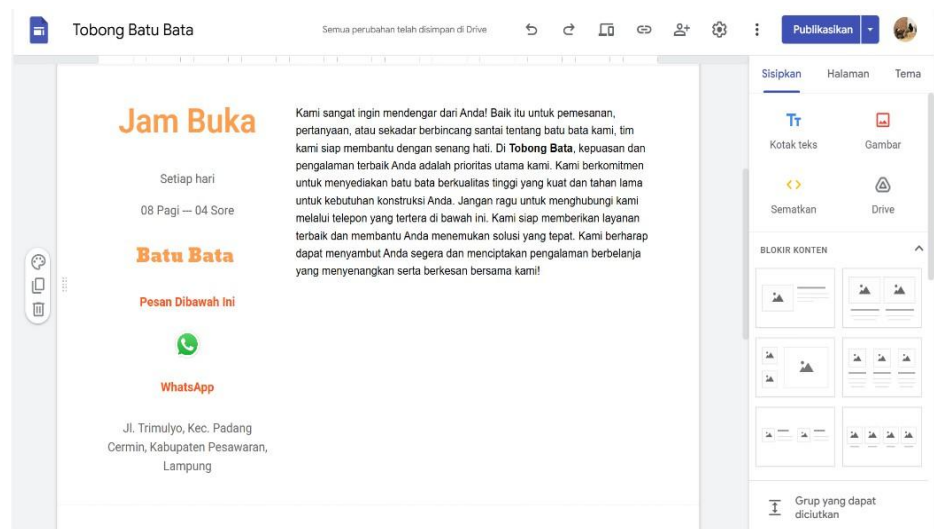 Tobong Batu Bata
Semua perubahan telah disimpan di Drive
Publikasikan
Sisipkan
Halaman
Tema
Jam Buka
Setiap hari
08 Pagi — 04 Sore
Batu Bata
Pesan Dibawah Ini
WhatsApp
Jl. Trimulyo, Kec. Padang
Cermin, Kabupaten Pesawaran,
Lampung
Kami sangat ingin mendengar dari Anda! Baik itu untuk pemesanan,
pertanyaan, atau sekadar berbincang santai tentang batu bata kami, tim
kami siap membantu dengan senang hati. Di Tobong Bata, kepuasan dan
pengalaman terbaik Anda adalah prioritas utama kami. Kami berkomitmen
untuk menyediakan batu bata berkualitas tinggi yang kuat dan tahan lama
untuk kebutuhan konstruksi Anda. Jangan ragu untuk menghubungi kami
melalui telepon yang tertera di bawah ini. Kami siap memberikan layanan
terbaik dan membantu Anda menemukan solusi yang tepat. Kami berharap
dapat menyambut Anda segera dan menciptakan pengalaman berbelanja
yang menyenangkan serta berkesan bersama kami!
Tт
Kotak teks
Gambar
Sematkan
Drive
BLOKIR KONTEN
Grup yang dapat
diciutkan